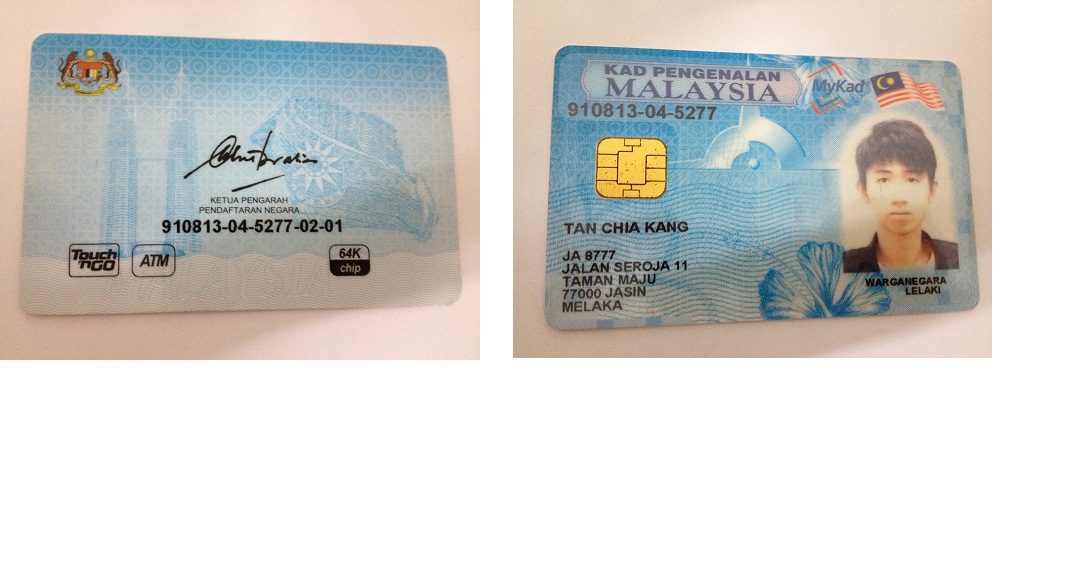 KETUA PENGARAH
PENDAFTARAN NEGARA
910813-04-5277-02-01
Touch 'n GO
ATM
64K
chip
KAD PENGENALAN
MALAYSIA
MyKad
910813-04-5277
TAN CHIA KANG
JA 8777
JALAN SEROJA 11
TAMAN MAJU
77000 JASIN
MELAKA
WARGANEGARA
LELAKI